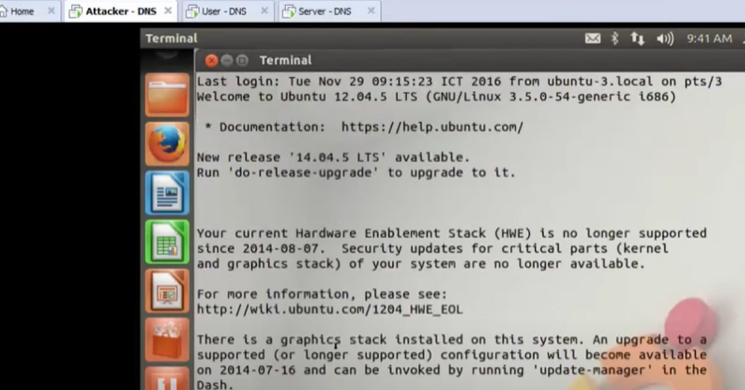 Home
Attacker - DNS
User - DNS
Server - DNS
Terminal
9:41 AM
Terminal
Last login: Tue Nov 29 09:15:23 ICT 2016 from ubuntu-3.local on pts/3
Welcome to Ubuntu 12.04.5 LTS (GNU/Linux 3.5.0-54-generic i686)
* Documentation:  https://help.ubuntu.com/
New release '14.04.5 LTS' available.
Run 'do-release-upgrade' to upgrade to it.
Your current Hardware Enablement Stack (HWE) is no longer supported
since 2014-08-07.  Security updates for critical parts (kernel
and graphics stack) of your system are no longer available.
For more information, please see:
http://wiki.ubuntu.com/1204_HWE_EOL
There is a graphics stack installed on this system. An upgrade to a
supported (or longer supported) configuration will become available
on 2014-07-16 and can be invoked by running 'update-manager' in the
Dash.